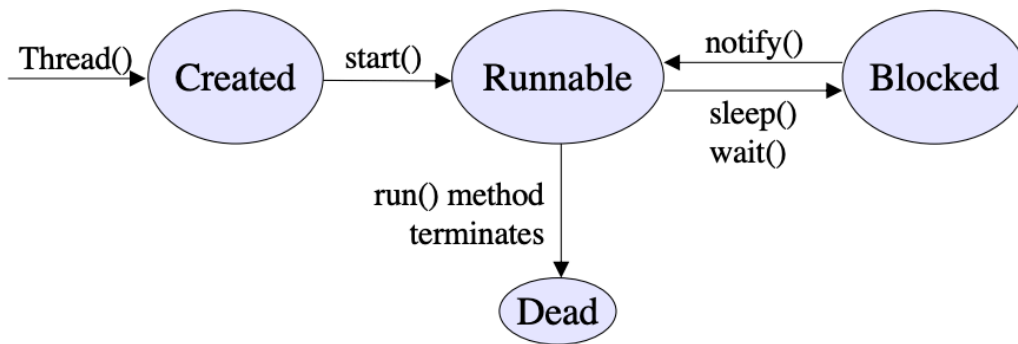 Thread()
Created
start()
Runnable
notify()
sleep()
wait()
Blocked
run() method
terminates
Dead